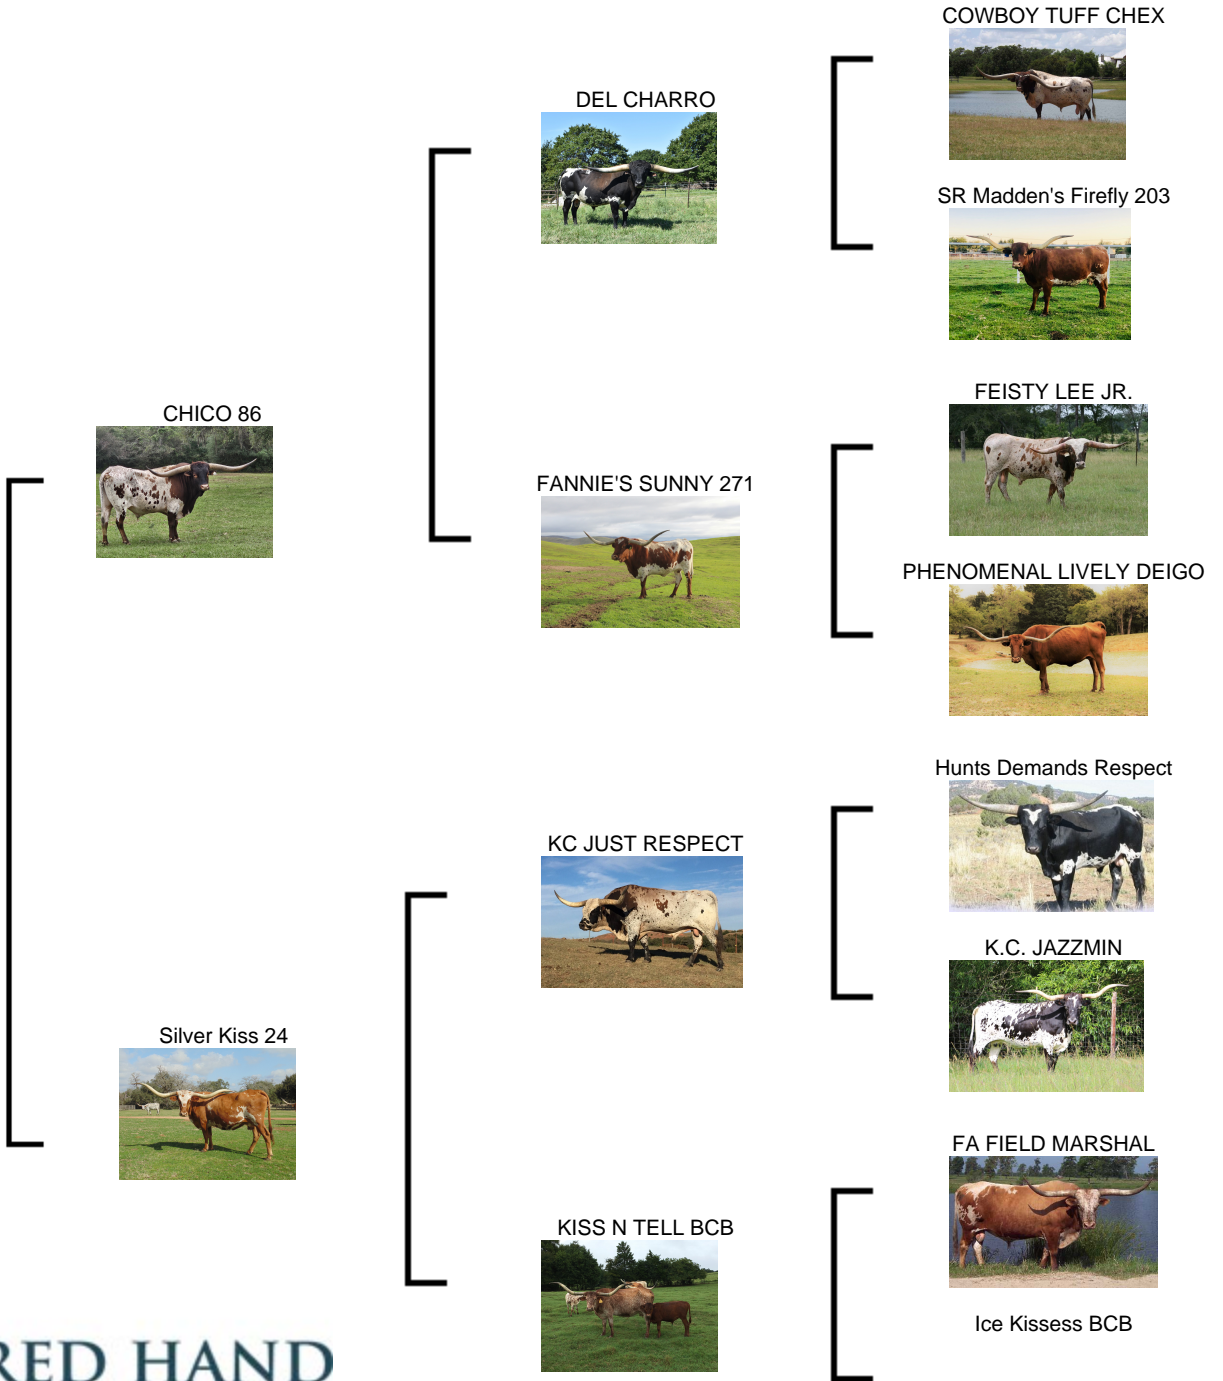 COWBOY TUFF CHEX
DEL CHARRO
SR Madden's Firefly 203
CHICO 86
FEISTY LEE JR.
FANNIE'S SUNNY 271
PHENOMENAL LIVELY DEIGO
Hunts Demands Respect
KC JUST RESPECT
K.C. JAZZMIN
Silver Kiss 24
FA FIELD MARSHAL
KISS N TELL BCB
Ice Kissess BCB
RED HAND